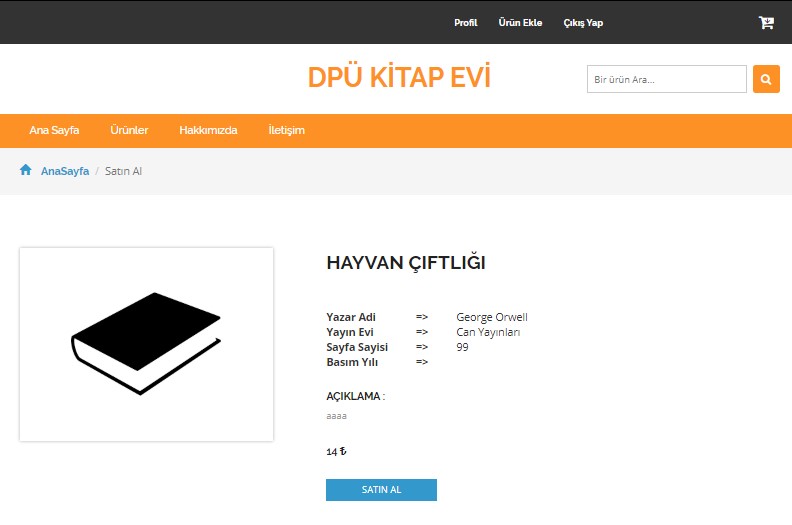 Profil Ürün Ekle Çıkış Yap
DPÜ KİTAP EVİ
Bir ürün Ara...
Ana Sayfa Ürünler Hakkımızda İletişim
AnaSayfa / Satın Al
HAYVAN ÇIFTLIĞI
Yazar Adi => George Orwell
Yayın Evi => Can Yayınları
Sayfa Sayisi => 99
Basım Yılı =>
AÇIKLAMA :
aaaa
14 ₺
SATIN AL